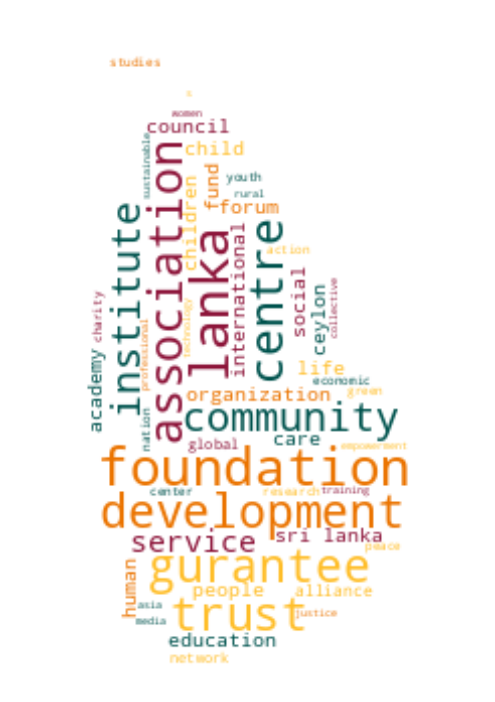 studies
s
women
council
sustainable
association
child
children
fund
youth
rural
forum
institute
lanka
international
centre
action
social
ceylon
collective
charity
academy
professional
technology
life
economic
green
organization
community
nation
care
global
empowerment
foundation
center
research
training
development
service
sri lanka
peace
gurantee
human
people
alliance
asia
trust
justice
media
education
network